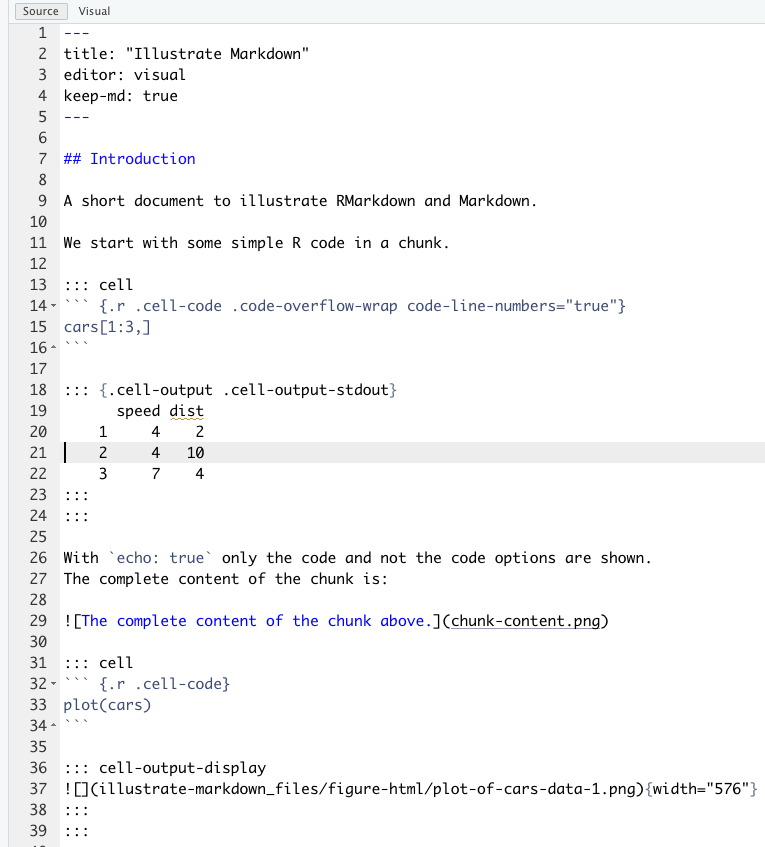 Source Visual
1 ---
2 title: "Illustrate Markdown"
3 editor: visual
4 keep-md: true
5 ---
6
7 ## Introduction
8
9 A short document to illustrate RMarkdown and Markdown.
10
11 We start with some simple R code in a chunk.
12
13 ::: cell
14 ``` {.r .cell-code .code-overflow-wrap code-line-numbers="true"}
15 cars[1:3,]
16 ```
17
18 ::: {.cell-output .cell-output-stdout}
19       speed dist
20     1     4    2
21     2     4   10
22     3     7    4
23 :::
24 :::
25
26 With `echo: true` only the code and not the code options are shown.
27 The complete content of the chunk is:
28
29 ![The complete content of the chunk above.](chunk-content.png)
30
31 ::: cell
32 ``` {.r .cell-code}
33 plot(cars)
34 ```
35
36 ::: cell-output-display
37 ![](illustrate-markdown_files/figure-html/plot-of-cars-data-1.png){width="576"}
38 :::
39 :::